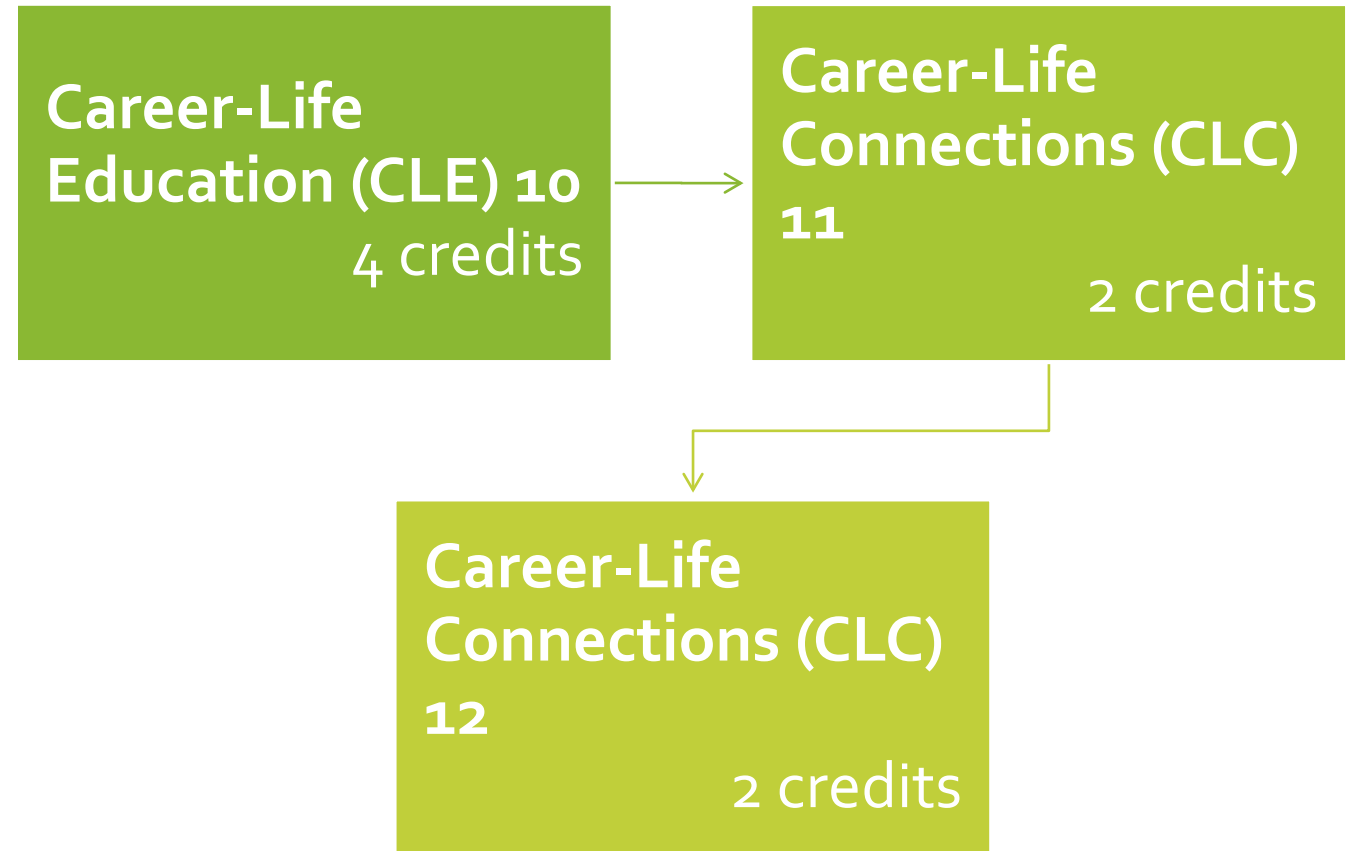 Career-Life
Education (CLE) 10
4 credits
Career-Life
Connections (CLC)
11
2 credits
Career-Life
Connections (CLC)
12
2 credits